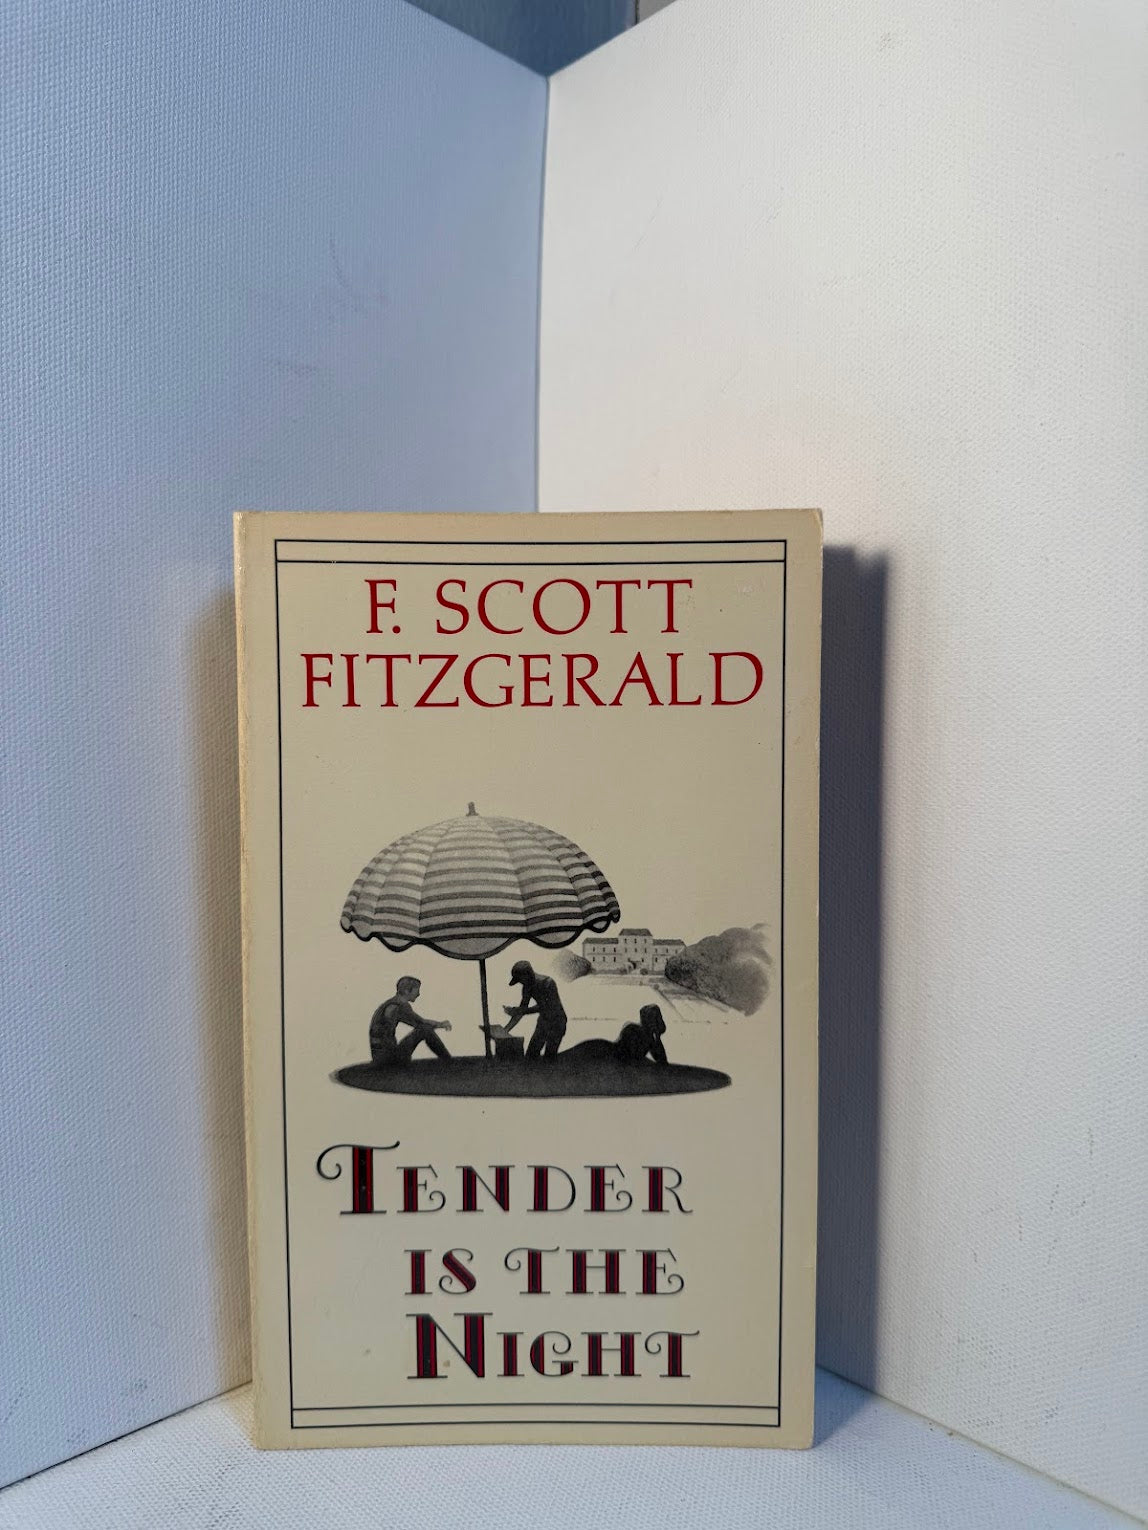 F. SCOTT
FITZGERALD
TENDER
IS THE
NIGHT